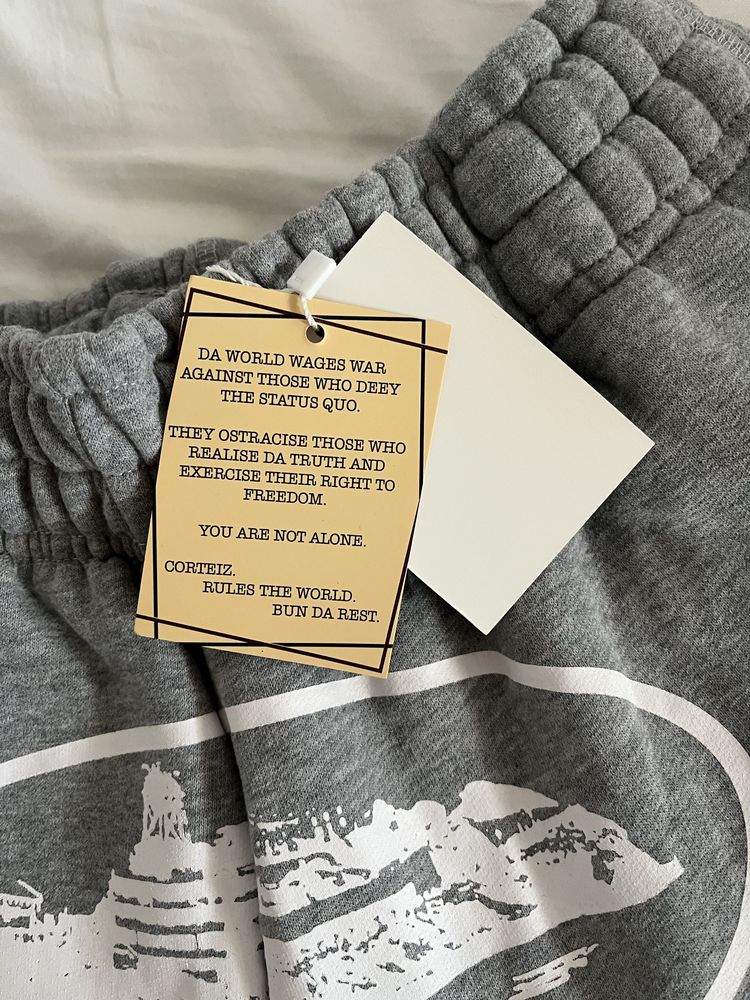 DA WORLD WAGES WAR
AGAINST THOSE WHO DEFY
THE STATUS QUO.
THEY OSTRACISE THOSE WHO
REALISE DA TRUTH AND
EXERCISE THEIR RIGHT TO
FREEDOM.
YOU ARE NOT ALONE.
CORTEIZ.
RULES THE WORLD.
BUN DA REST.